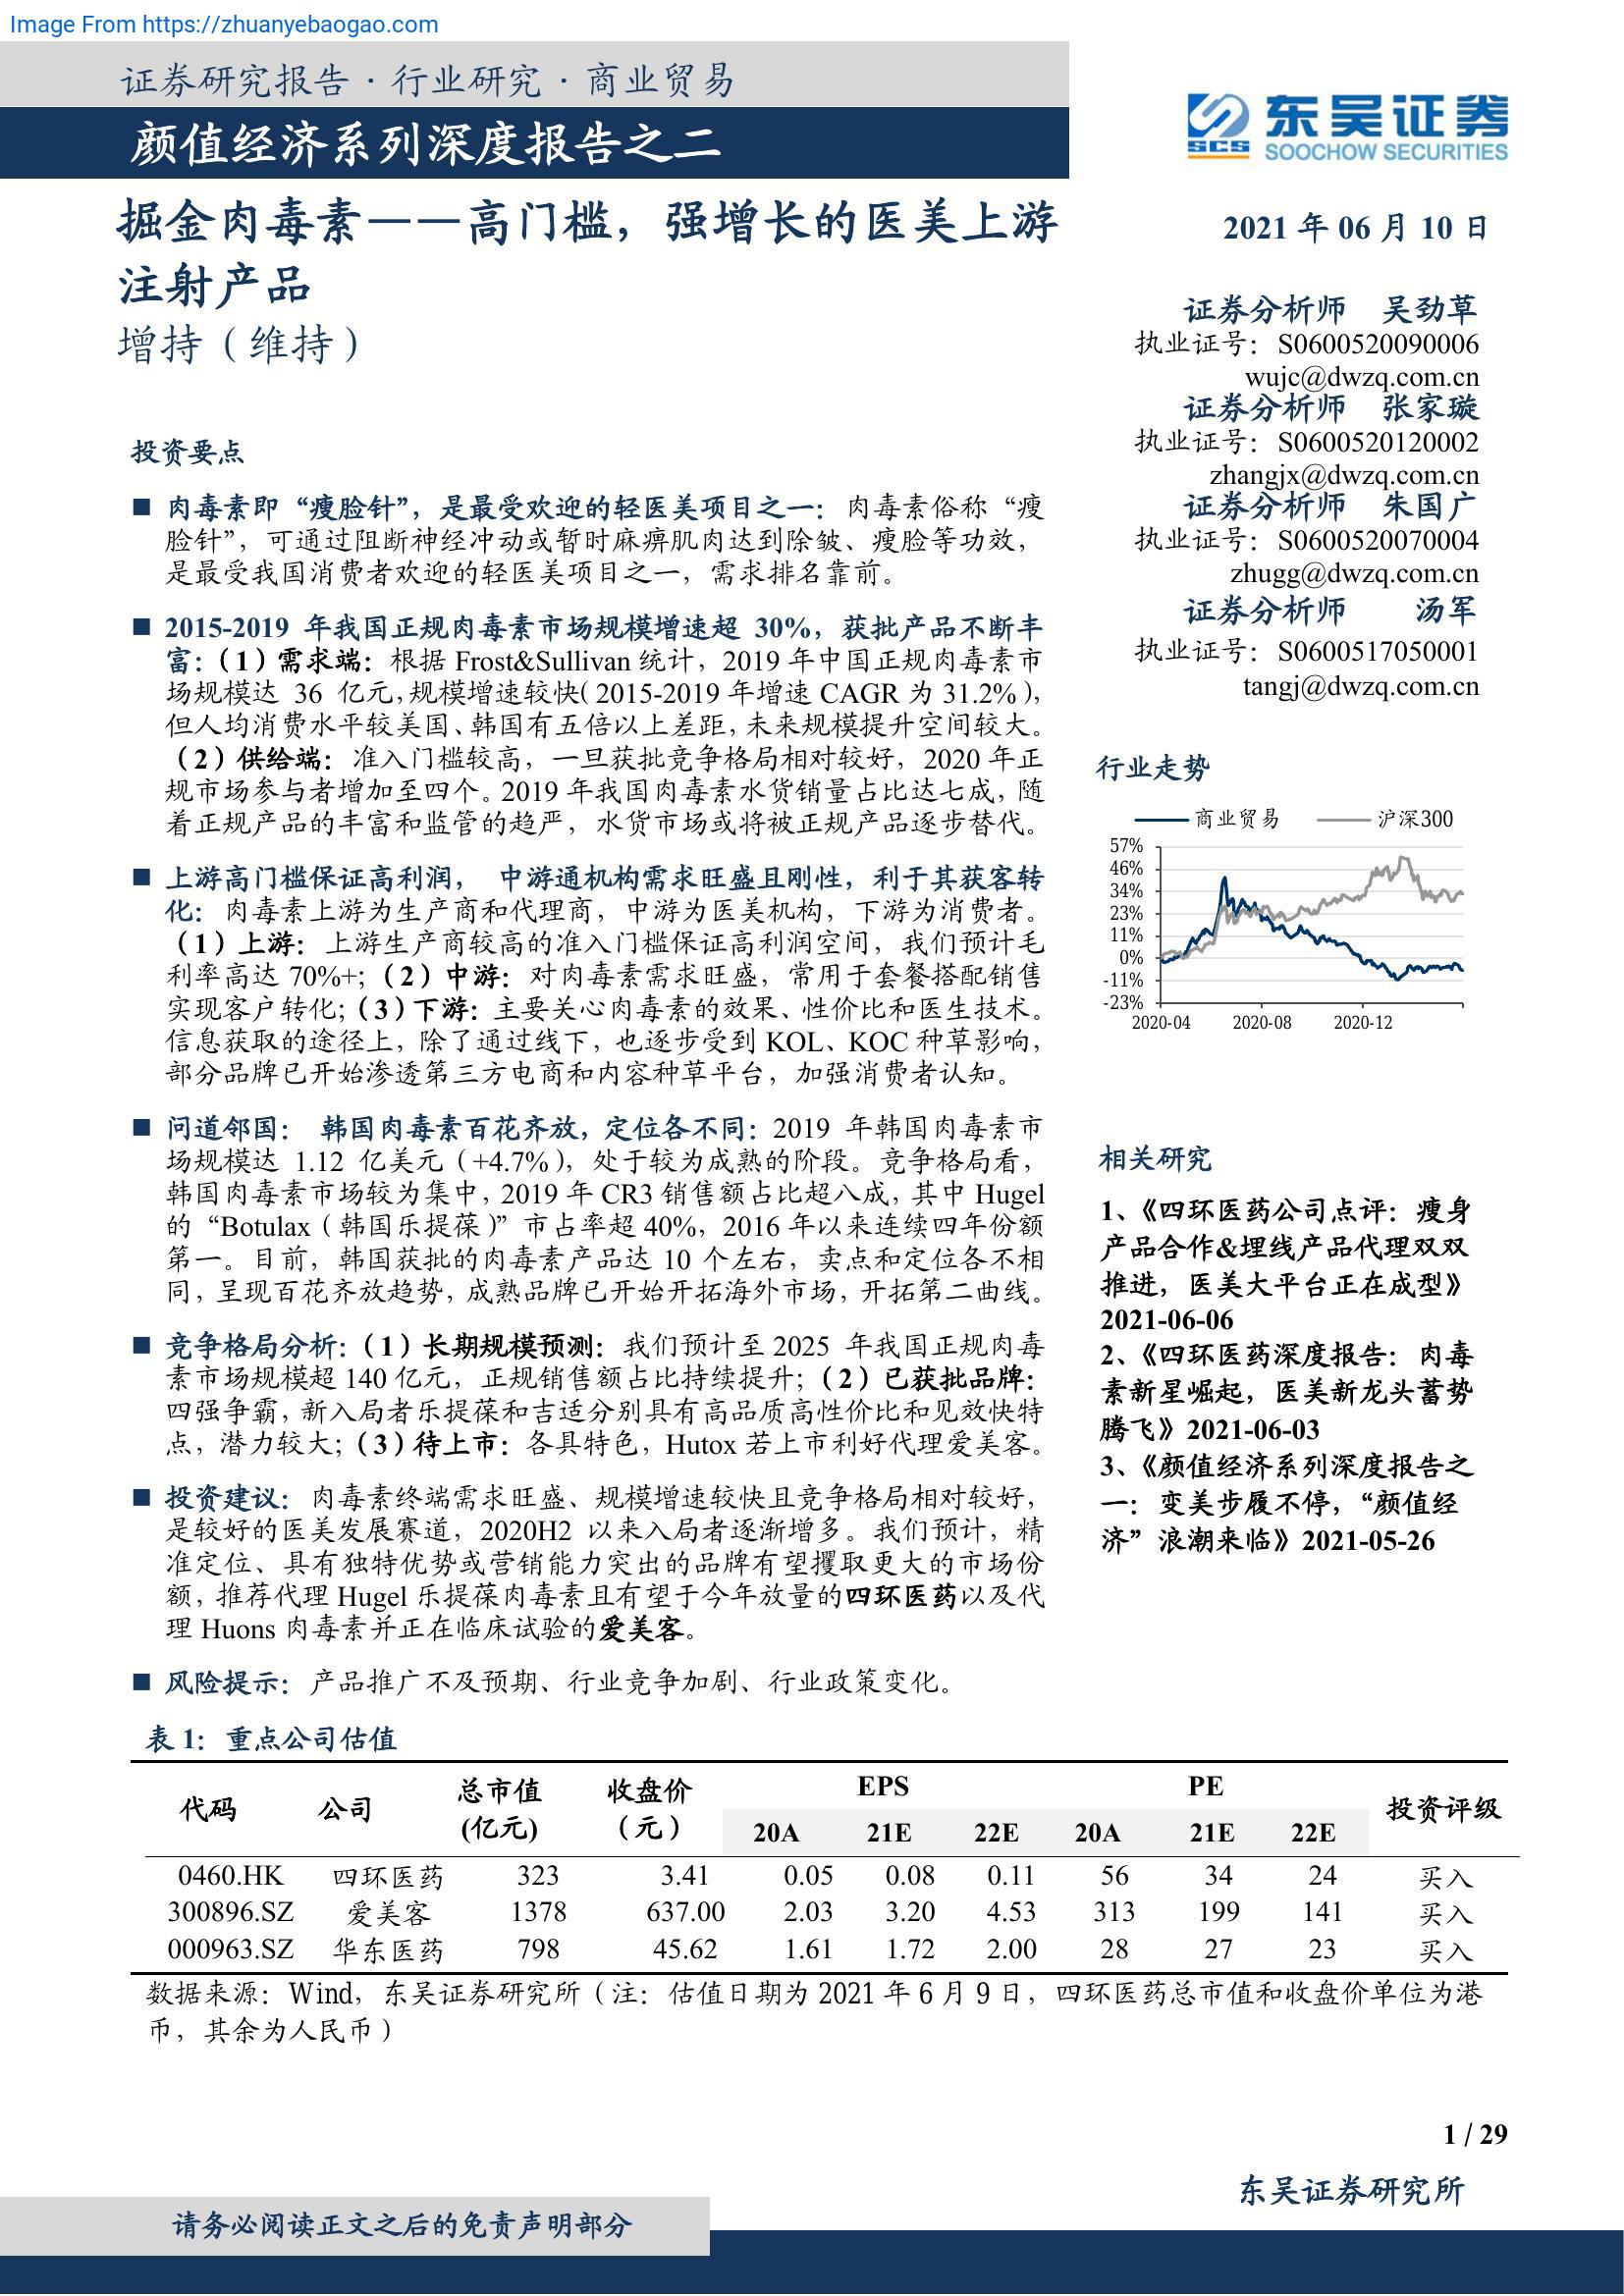 Image From https://zhuanyebaogao.com
证券研究报告·行业研究·商业贸易
颜值经济系列深度报告之二
东吴证券
SCS
SOOCHOW SECURITIES
掘金肉毒素——高门槛，强增长的医美上游
注射产品
增持（维持）
2021 年 06 月 10 日
证券分析师 吴劲草
执业证号：S0600520090006
wujc@dwzq.com.cn
证券分析师 张家璇
执业证号：S0600520120002
zhangjx@dwzq.com.cn
证券分析师 朱国广
执业证号：S0600520070004
zhugg@dwzq.com.cn
证券分析师 汤军
执业证号：S0600517050001
tangj@dwzq.com.cn
投资要点
■ 肉毒素即“瘦脸针”，是最受欢迎的轻医美项目之一：肉毒素俗称“瘦
脸针”，可通过阻断神经冲动或暂时麻痹肌肉达到除皱、瘦脸等功效，
是最受我国消费者欢迎的轻医美项目之一，需求排名靠前。
■ 2015-2019 年我国正规肉毒素市场规模增速超 30%，获批产品不断丰
富：（1）需求端：根据 Frost&Sullivan 统计，2019 年中国正规肉毒素市
场规模达 36 亿元，规模增速较快（2015-2019 年增速 CAGR 为 31.2%），
但人均消费水平较美国、韩国有五倍以上差距，未来规模提升空间较大。
（2）供给端：准入门槛较高，一旦获批竞争格局相对较好，2020 年正
规市场参与者增加至四个。2019 年我国肉毒素水货销量占比达七成，随
着正规产品的丰富和监管的趋严，水货市场或将被正规产品逐步替代。
■ 上游高门槛保证高利润， 中游通机构需求旺盛且刚性，利于其获客转
化：肉毒素上游为生产商和代理商，中游为医美机构，下游为消费者。
（1）上游：上游生产商较高的准入门槛保证高利润空间，我们预计毛
利率高达 70%+；（2）中游：对肉毒素需求旺盛，常用于套餐搭配销售
实现客户转化；（3）下游：主要关心肉毒素的效果、性价比和医生技术。
信息获取的途径上，除了通过线下，也逐步受到 KOL、KOC 种草影响，
部分品牌已开始渗透第三方电商和内容种草平台，加强消费者认知。
■ 问道邻国： 韩国肉毒素百花齐放，定位各不同：2019 年韩国肉毒素市
场规模达 1.12 亿美元（+4.7%），处于较为成熟的阶段。竞争格局看，
韩国肉毒素市场较为集中，2019 年 CR3 销售额占比超八成，其中 Hugel
的“Botulax（韩国乐提葆）”市占率超 40%，2016 年以来连续四年份额
第一。目前，韩国获批的肉毒素产品达 10 个左右，卖点和定位各不相
同，呈现百花齐放趋势，成熟品牌已开始开拓海外市场，开拓第二曲线。
■ 竞争格局分析：（1）长期规模预测：我们预计至 2025 年我国正规肉毒
素市场规模超 140 亿元，正规销售额占比持续提升；（2）已获批品牌：
四强争霸，新入局者乐提葆和吉适分别具有高品质高性价比和见效快特
点，潜力较大；（3）待上市：各具特色，Hutox 若上市利好代理爱美客。
■ 投资建议：肉毒素终端需求旺盛、规模增速较快且竞争格局相对较好，
是较好的医美发展赛道，2020H2 以来入局者逐渐增多。我们预计，精
准定位、具有独特优势或营销能力突出的品牌有望攫取更大的市场份
额，推荐代理 Hugel 乐提葆肉毒素且有望于今年放量的四环医药以及代
理 Huons 肉毒素并正在临床试验的爱美客。
■ 风险提示：产品推广不及预期、行业竞争加剧、行业政策变化。
行业走势
商业贸易 沪深300
57%
46%
34%
23%
11%
0%
-11%
-23%
2020-04 2020-08 2020-12
相关研究
1、《四环医药公司点评：瘦身
产品合作&埋线产品代理双双
推进，医美大平台正在成型》
2021-06-06
2、《四环医药深度报告：肉毒
素新星崛起，医美新龙头蓄势
腾飞》2021-06-03
3、《颜值经济系列深度报告之
一：变美步履不停，“颜值经
济”浪潮来临》2021-05-26
表 1：重点公司估值
代码 公司 总市值(亿元) 收盘价（元） EPS PE 投资评级
20A 21E 22E 20A 21E 22E
0460.HK 四环医药 323 3.41 0.05 0.08 0.11 56 34 24 买入
300896.SZ 爱美客 1378 637.00 2.03 3.20 4.53 313 199 141 买入
000963.SZ 华东医药 798 45.62 1.61 1.72 2.00 28 27 23 买入
数据来源：Wind，东吴证券研究所（注：估值日期为 2021 年 6 月 9 日，四环医药总市值和收盘价单位为港
币，其余为人民币）
1 / 29
东吴证券研究所
请务必阅读正文之后的免责声明部分